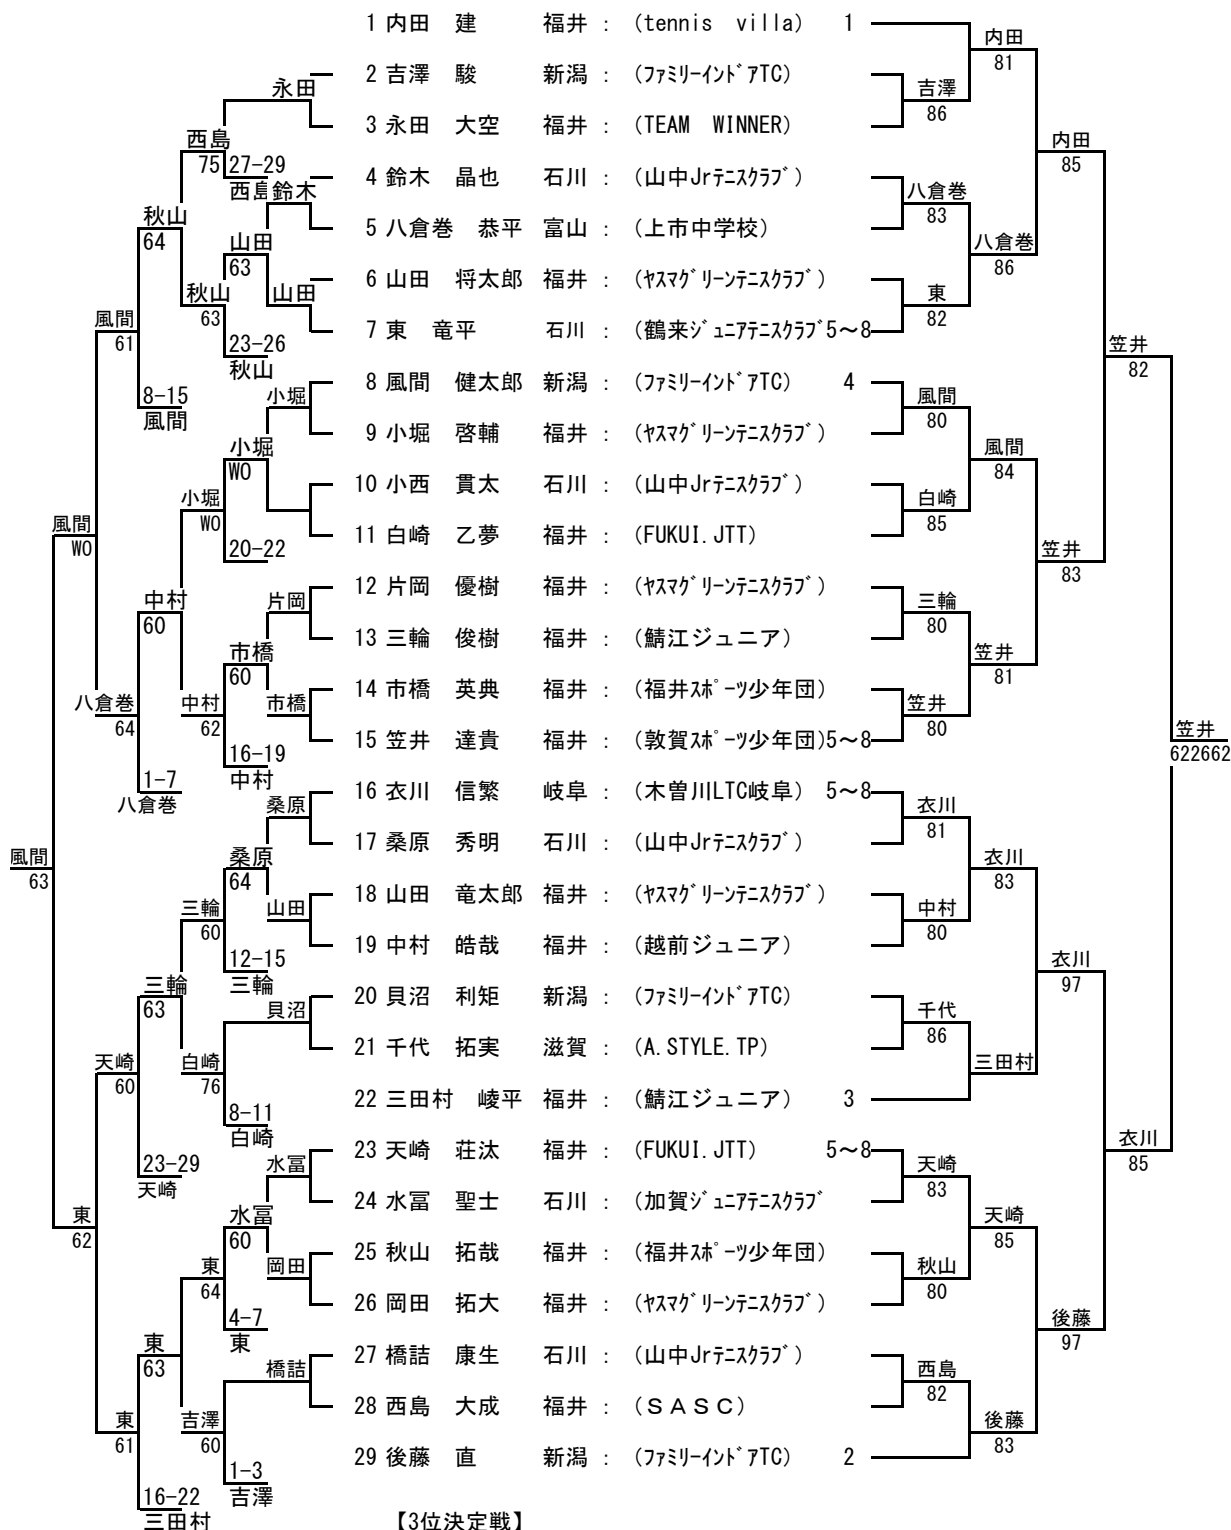 1 内田 建 福井 : (tennis villa) 1
2 吉澤 駿 新潟 : (ﾌｧﾐﾘｰｲﾝﾄﾞｱTC)
3 永田 大空 福井 : (TEAM WINNER)
4 鈴木 晶也 石川 : (山中Jrﾃﾆｽｸﾗﾌﾞ)
5 八倉巻 恭平 富山 : (上市中学校)
6 山田 将太郎 福井 : (ﾔｽﾏｸﾞﾘｰﾝﾃﾆｽｸﾗﾌﾞ)
7 東 竜平 石川 : (鶴来ｼﾞｭﾆｱﾃﾆｽｸﾗﾌﾞ5～8
8 風間 健太郎 新潟 : (ﾌｧﾐﾘｰｲﾝﾄﾞｱTC) 4
9 小堀 啓輔 福井 : (ﾔｽﾏｸﾞﾘｰﾝﾃﾆｽｸﾗﾌﾞ)
10 小西 貫太 石川 : (山中Jrﾃﾆｽｸﾗﾌﾞ)
11 白崎 乙夢 福井 : (FUKUI.JTT)
12 片岡 優樹 福井 : (ﾔｽﾏｸﾞﾘｰﾝﾃﾆｽｸﾗﾌﾞ)
13 三輪 俊樹 福井 : (鯖江ジュニア)
14 市橋 英典 福井 : (福井ｽﾎﾟｰﾂ少年団)
15 笠井 達貴 福井 : (敦賀ｽﾎﾟｰﾂ少年団)5～8
16 衣川 信繁 岐阜 : (木曽川LTC岐阜) 5～8
17 桑原 秀明 石川 : (山中Jrﾃﾆｽｸﾗﾌﾞ)
18 山田 竜太郎 福井 : (ﾔｽﾏｸﾞﾘｰﾝﾃﾆｽｸﾗﾌﾞ)
19 中村 皓哉 福井 : (越前ジュニア)
20 貝沼 利矩 新潟 : (ﾌｧﾐﾘｰｲﾝﾄﾞｱTC)
21 千代 拓実 滋賀 : (A.STYLE.TP)
22 三田村 崚平 福井 : (鯖江ジュニア) 3
23 天崎 荘汰 福井 : (FUKUI.JTT) 5～8
24 水冨 聖士 石川 : (加賀ｼﾞｭﾆｱﾃﾆｽｸﾗﾌﾞ
25 秋山 拓哉 福井 : (福井ｽﾎﾟｰﾂ少年団)
26 岡田 拓大 福井 : (ﾔｽﾏｸﾞﾘｰﾝﾃﾆｽｸﾗﾌﾞ)
27 橋詰 康生 石川 : (山中Jrﾃﾆｽｸﾗﾌﾞ)
28 西島 大成 福井 : (ＳＡＳＣ)
29 後藤 直 新潟 : (ﾌｧﾐﾘｰｲﾝﾄﾞｱTC) 2
【3位決定戦】
吉澤
86
八倉巻
83
東
82
風間
80
白崎
85
三輪
80
笠井
80
衣川
81
中村
80
千代
86
天崎
83
秋山
80
西島
82
内田
81
八倉巻
86
風間
84
笠井
81
衣川
83
三田村
天崎
85
後藤
83
内田
85
笠井
83
衣川
97
後藤
97
笠井
82
衣川
85
笠井
622662
永田
鈴木
山田
小堀
片岡
市橋
桑原
山田
貝沼
水冨
岡田
橋詰
27-29
西島
山田
63
23-26
秋山
小堀
WO
20-22
市橋
60
16-19
中村
桑原
64
12-15
三輪
8-11
白崎
水冨
60
4-7
東
1-3
吉澤
西島
75
秋山
63
小堀
WO
中村
62
三輪
60
白崎
76
東
64
吉澤
60
秋山
64
8-15
風間
中村
60
1-7
八倉巻
三輪
63
23-29
天崎
東
63
16-22
三田村
風間
61
八倉巻
64
天崎
60
東
61
風間
WO
東
62
風間
63